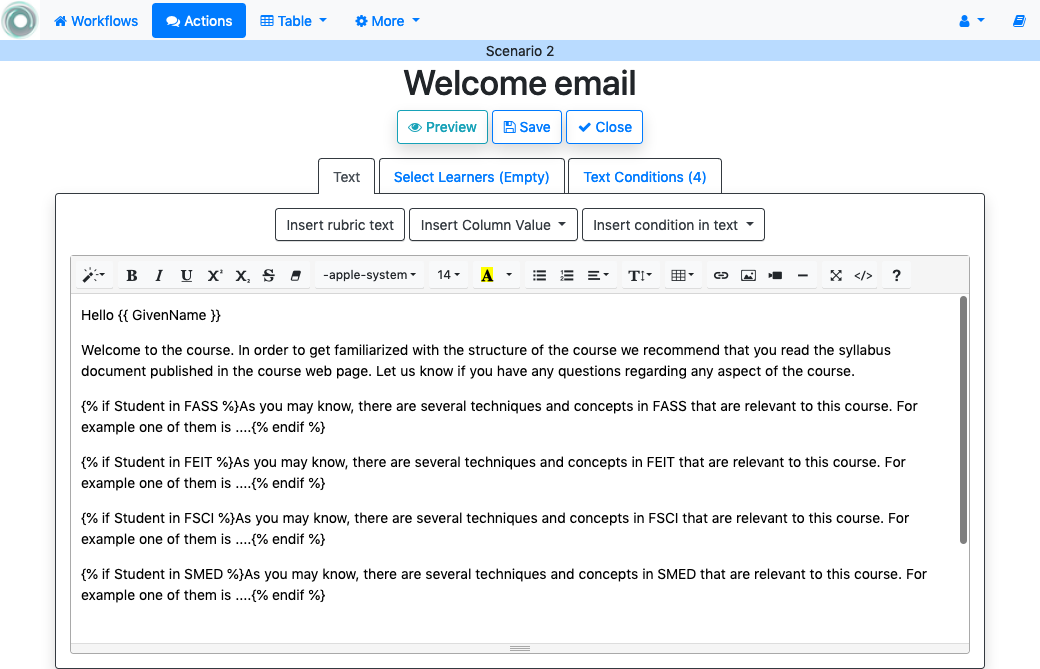 Workflows Actions Table More
Scenario 2
Welcome email
Preview Save Close
Text Select Learners (Empty) Text Conditions (4)
Insert rubric text Insert Column Value Insert condition in text
B I U X² X₂ S -apple-system 14 A T </> ?
Hello {{ GivenName }}
Welcome to the course. In order to get familiarized with the structure of the course we recommend that you read the syllabus
document published in the course web page. Let us know if you have any questions regarding any aspect of the course.
{% if Student in FASS %}As you may know, there are several techniques and concepts in FASS that are relevant to this course. For
example one of them is ....{% endif %}
{% if Student in FEIT %}As you may know, there are several techniques and concepts in FEIT that are relevant to this course. For
example one of them is ....{% endif %}
{% if Student in FSCI %}As you may know, there are several techniques and concepts in FSCI that are relevant to this course. For
example one of them is ....{% endif %}
{% if Student in SMED %}As you may know, there are several techniques and concepts in SMED that are relevant to this course. For
example one of them is ....{% endif %}